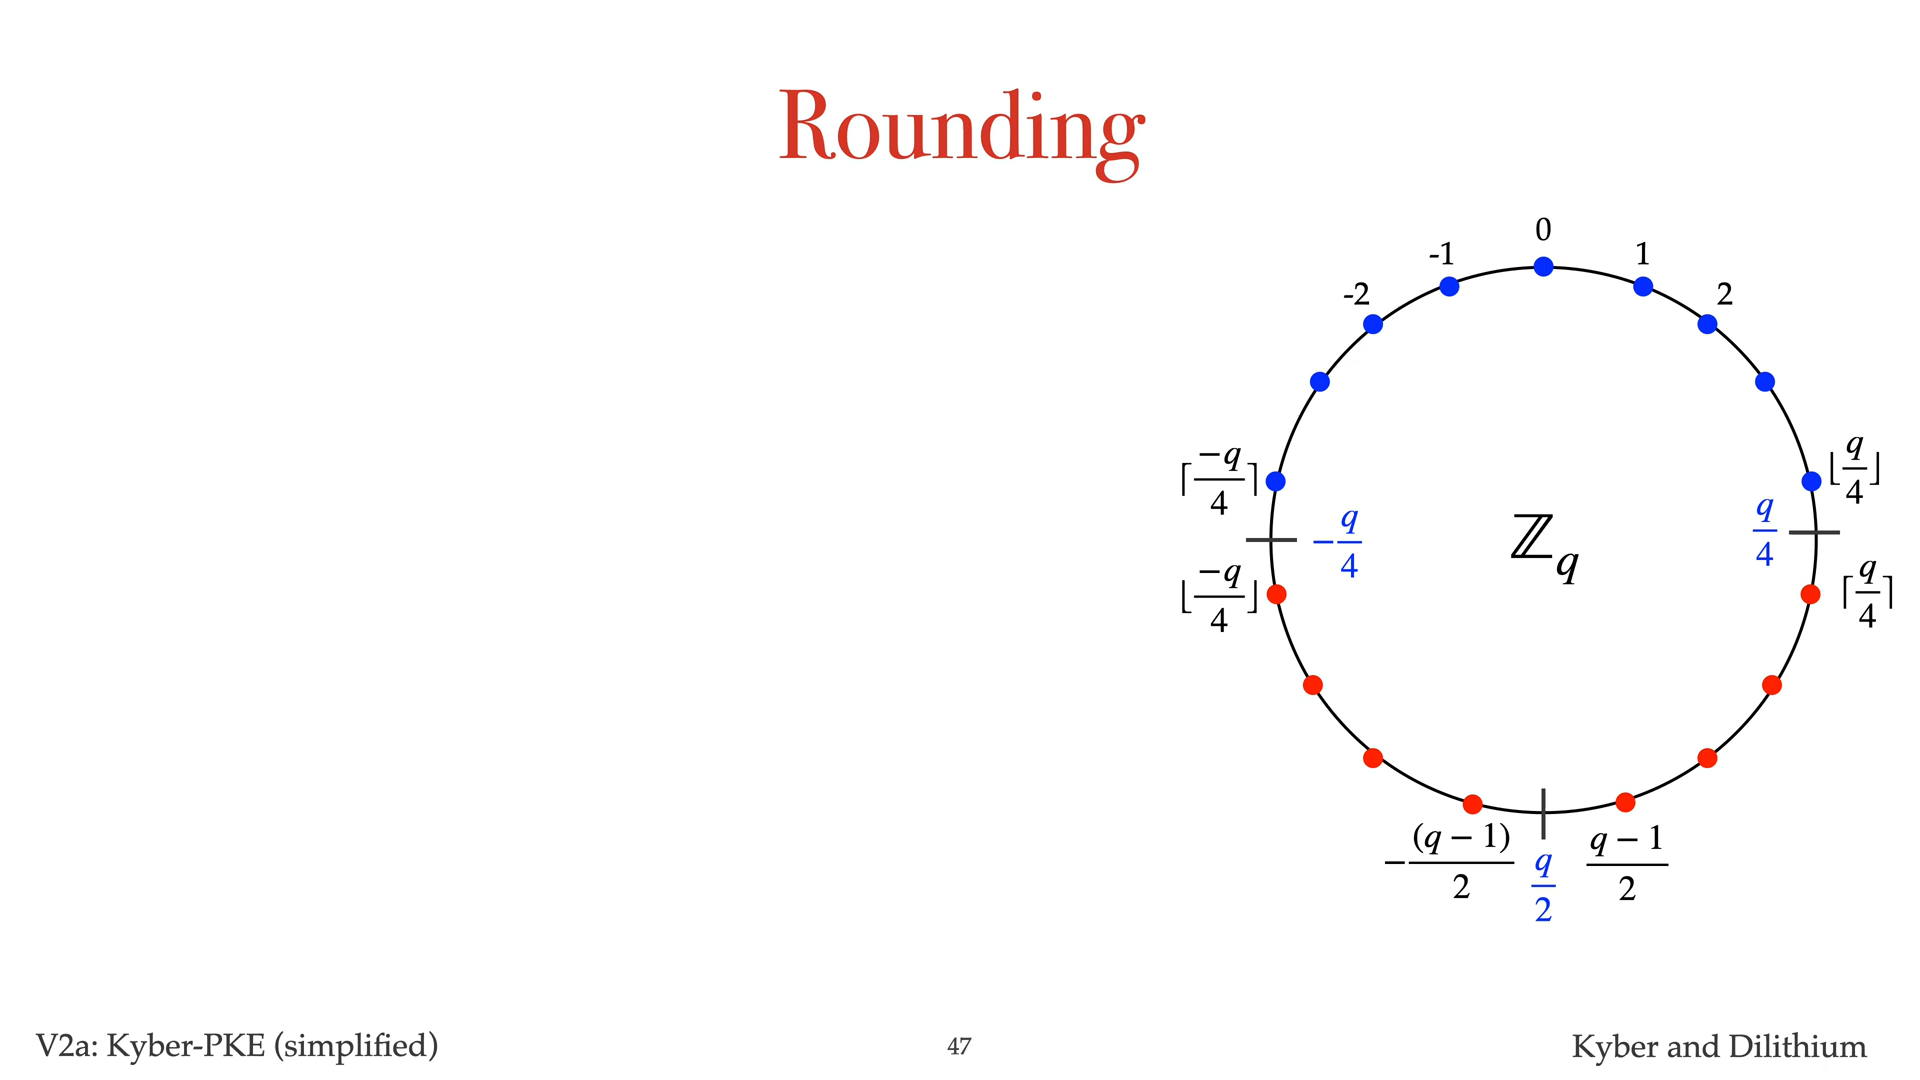 Rounding
0
-1
1
-2
2
⌈−q/4⌉
⌊q/4⌋
−q/4
ℤq
q/4
⌊−q/4⌋
⌈q/4⌉
−(q − 1)/2
q/2
q − 1/2
V2a: Kyber-PKE (simplified)
47
Kyber and Dilithium